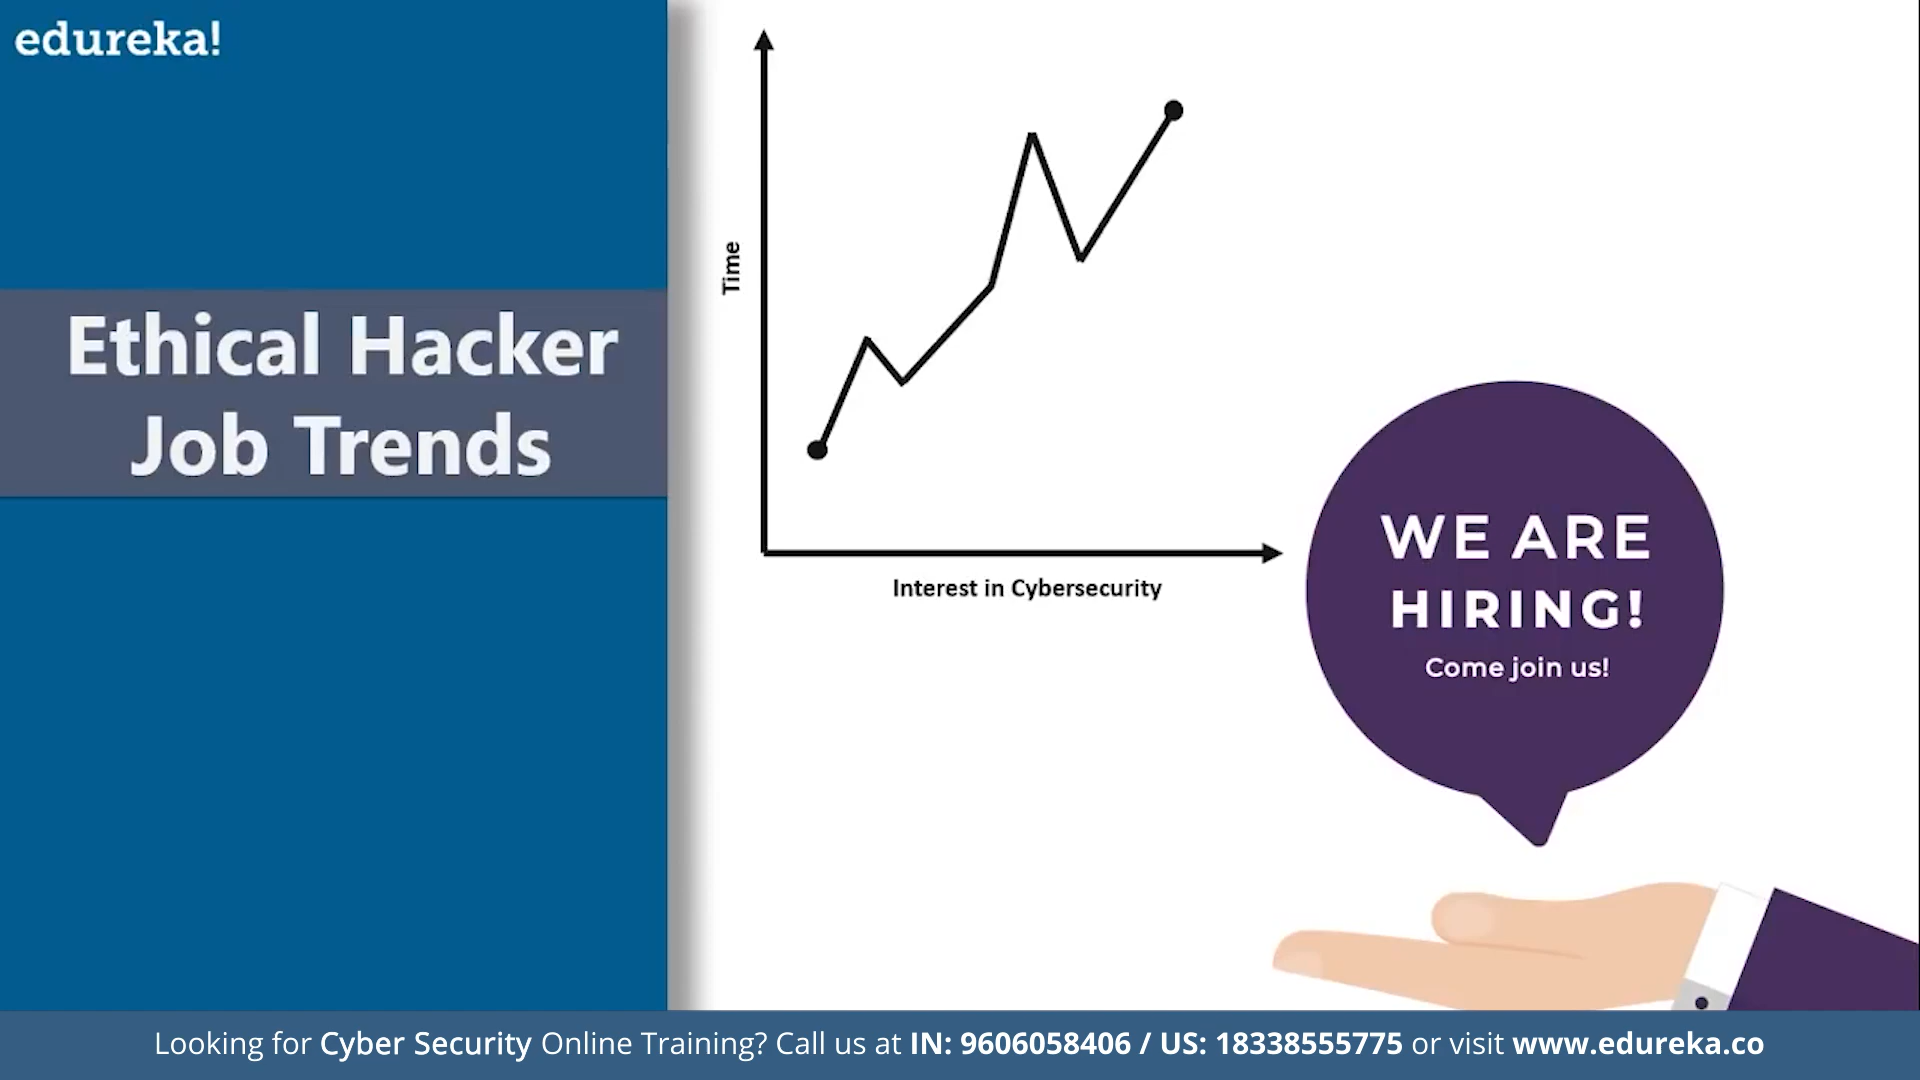 edureka!
Ethical Hacker
Job Trends
Time
Interest in Cybersecurity
WE ARE
HIRING!
Come join us!
Looking for Cyber Security Online Training? Call us at IN: 9606058406 / US: 18338555775 or visit www.edureka.co